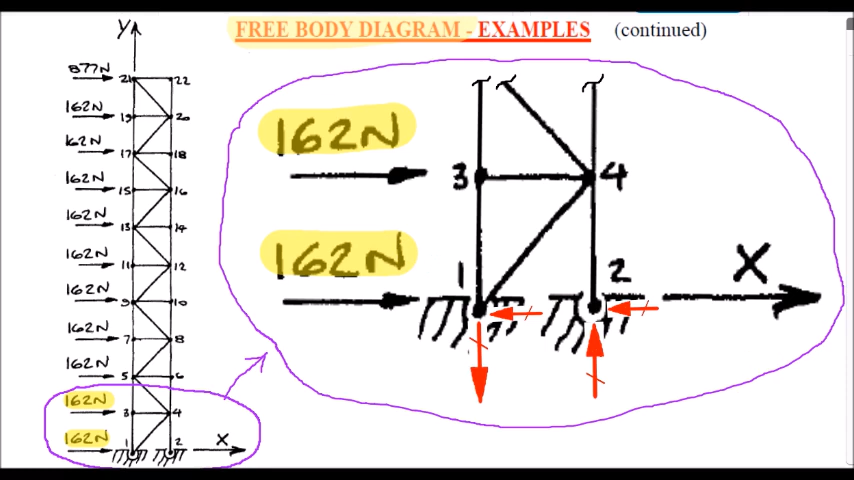 FREE BODY DIAGRAM - EXAMPLES (continued)
Y
877N 21 22
162N 19 20
162N 17 18
162N 15 16
162N 13 14
162N 11 12
162N 9 10
162N 7 8
5 6
162N 3 4
162N 1 2 X
162N
3 4
162N 1 2 X